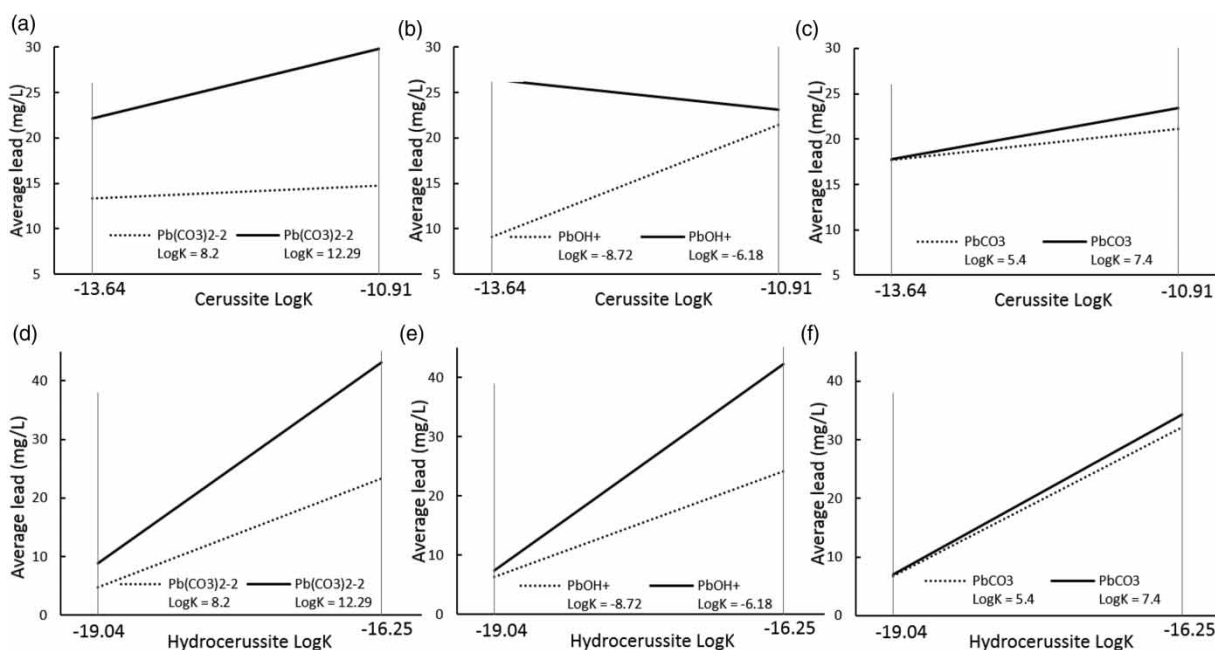 (a)
Average lead (mg/L)
30
25
20
15
10
5
Pb(CO3)2-2 Pb(CO3)2-2
LogK = 8.2 LogK = 12.29
-13.64 -10.91
Cerussite LogK
(b)
Average lead (mg/L)
30
25
20
15
10
5
PbOH+ PbOH+
LogK = -8.72 LogK = -6.18
-13.64 -10.91
Cerussite LogK
(c)
Average lead (mg/L)
30
25
20
15
10
5
PbCO3 PbCO3
LogK = 5.4 LogK = 7.4
-13.64 -10.91
Cerussite LogK
(d)
Average lead (mg/L)
40
30
20
10
0
Pb(CO3)2-2 Pb(CO3)2-2
LogK = 8.2 LogK = 12.29
-19.04 -16.25
Hydrocerussite LogK
(e)
Average lead (mg/L)
40
30
20
10
0
PbOH+ PbOH+
LogK = -8.72 LogK = -6.18
-19.04 -16.25
Hydrocerussite LogK
(f)
Average lead (mg/L)
40
30
20
10
0
PbCO3 PbCO3
LogK = 5.4 LogK = 7.4
-19.04 -16.25
Hydrocerussite LogK